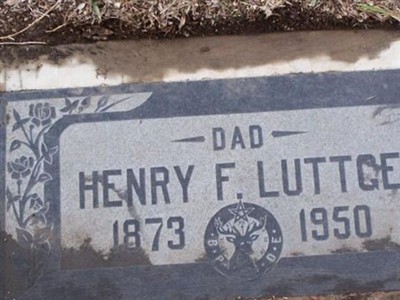 DAD
HENRY F. LUTTGE
1873 1950
B P O E